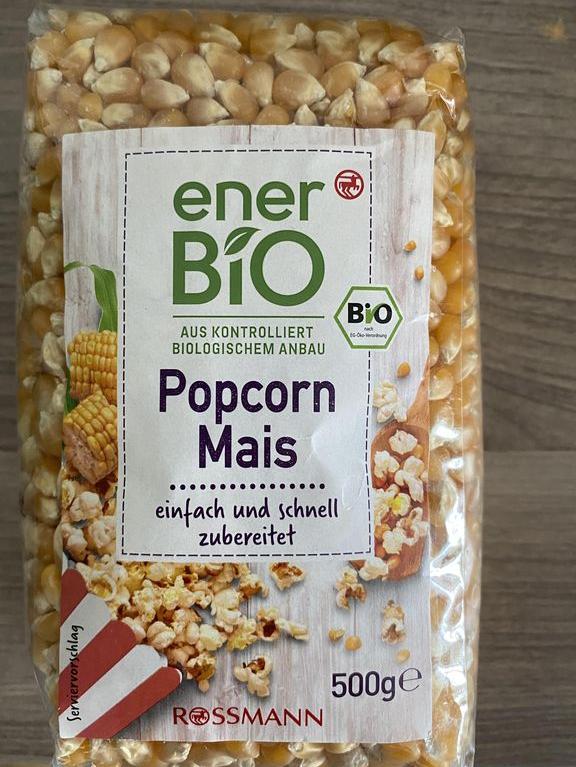 ener
BiO
AUS KONTROLLIERT
BIOLOGISCHEM ANBAU
BiO
nach
EG-Öko-Verordnung
Popcorn
Mais
einfach und schnell
zubereitet
Serviervorschlag
500g℮
ROSSMANN